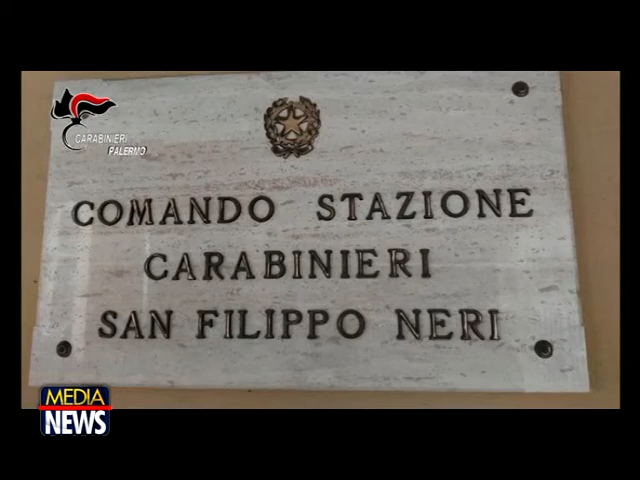 CARABINIERI
PALERMO
COMANDO STAZIONE
CARABINIERI
SAN FILIPPO NERI
MEDIA
NEWS